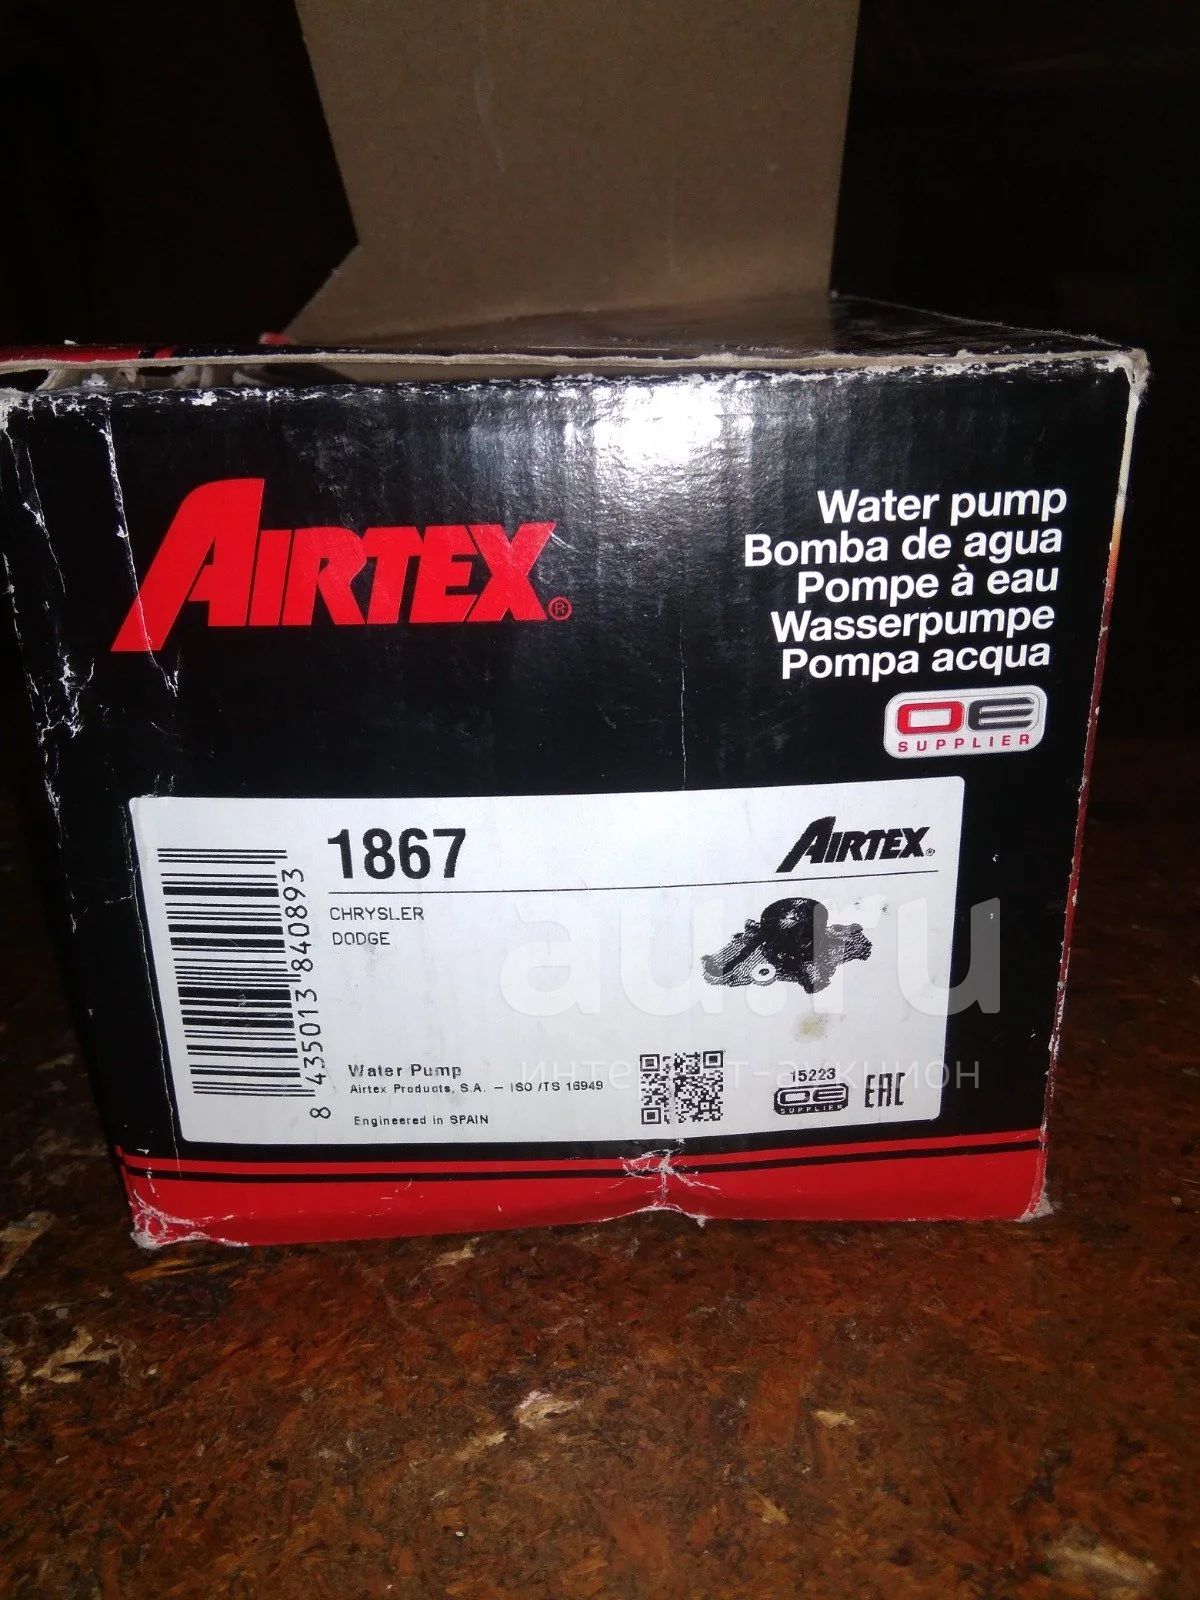 AIRTEX®
Water pump
Bomba de agua
Pompe à eau
Wasserpumpe
Pompa acqua
OE
SUPPLIER
1867
AIRTEX
CHRYSLER
DODGE
8 435013 840893
Water Pump
Airtex Products, S.A. – ISO/TS 16949
Engineered in SPAIN
15223
OE
SUPPLIER
EAC
au.ru
интернет-аукцион